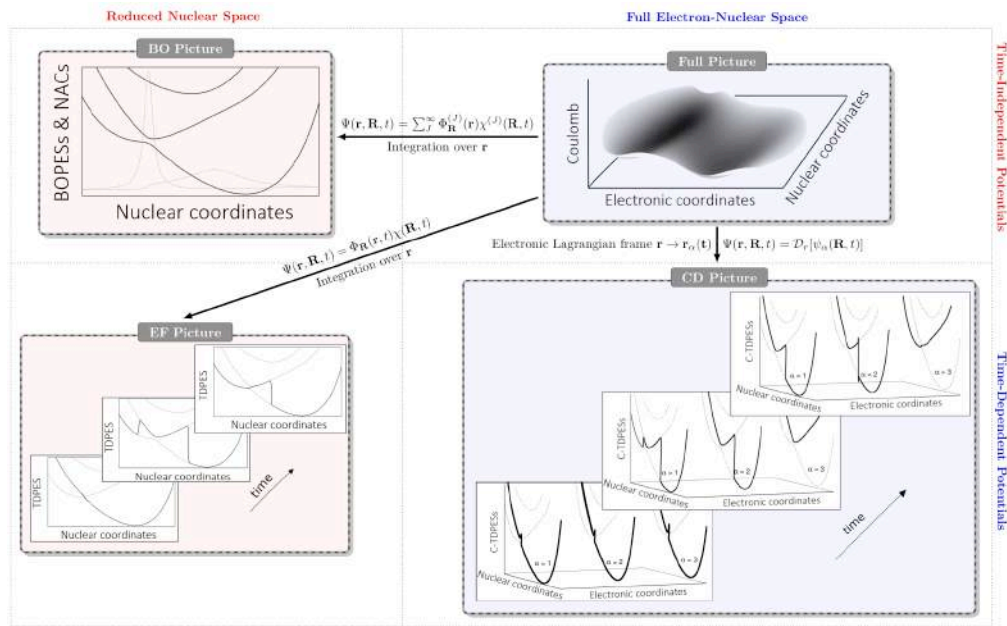 Reduced Nuclear Space
Full Electron-Nuclear Space
BO Picture
BOPESs & NACs
Nuclear coordinates
Ψ(r, R, t) = ∑_J^∞ Φ_R^(J)(r)χ^(J)(R, t)
Integration over r
Full Picture
Coulomb
Electronic coordinates
Nuclear coordinates
Time-Independent Potentials
Ψ(r, R, t) = Φ_R(r, t)χ(R, t)
Integration over r
Electronic Lagrangian frame r → r_α(t)
Ψ(r, R, t) = 𝒟_r[ψ_α(R, t)]
EF Picture
TDPES
Nuclear coordinates
TDPES
Nuclear coordinates
TDPES
Nuclear coordinates
time
CD Picture
C-TDPESs
α = 1
α = 2
α = 3
Nuclear coordinates
Electronic coordinates
C-TDPESs
α = 1
α = 2
α = 3
Nuclear coordinates
Electronic coordinates
C-TDPESs
α = 1
α = 2
α = 3
Nuclear coordinates
Electronic coordinates
time
Time-Dependent Potentials